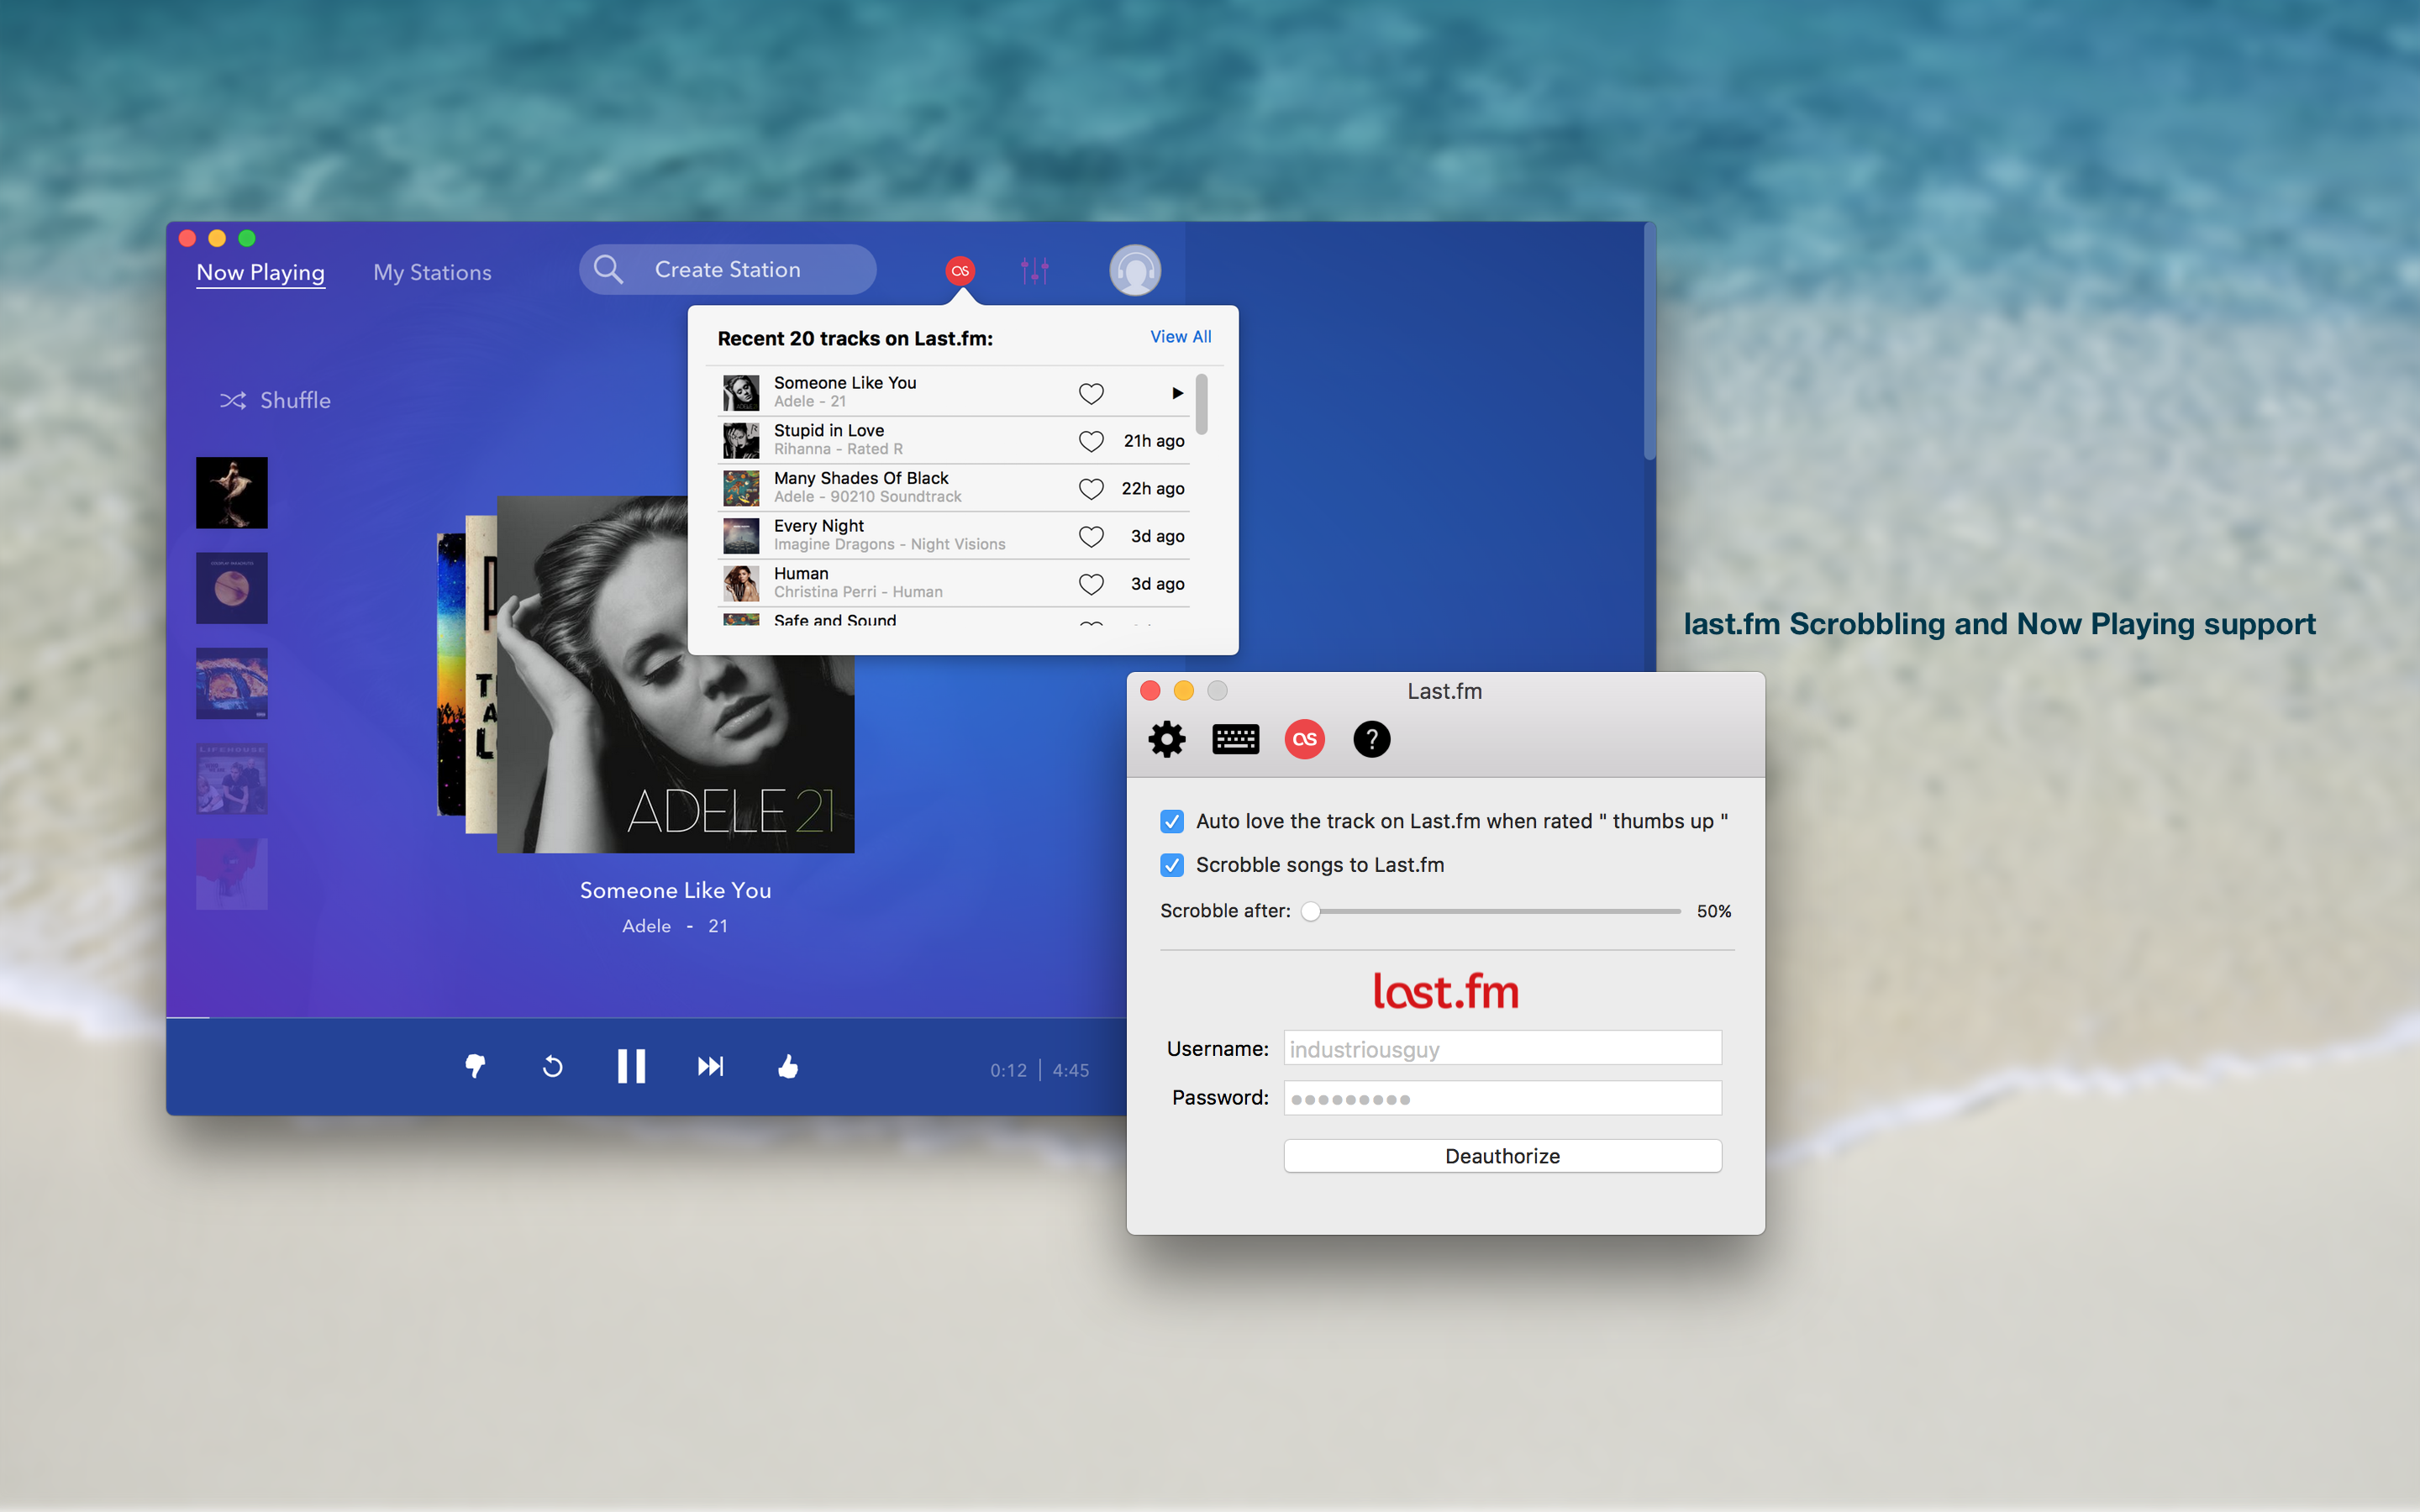 Now Playing
My Stations
Create Station
Shuffle
Recent 20 tracks on Last.fm:
View All
Someone Like You
Adele - 21
Stupid in Love
Rihanna - Rated R
21h ago
Many Shades Of Black
Adele - 90210 Soundtrack
22h ago
Every Night
Imagine Dragons - Night Visions
3d ago
Human
Christina Perri - Human
3d ago
Safe and Sound
LIFEHOUSE
ADELE 21
Someone Like You
Adele - 21
0:12 | 4:45
last.fm Scrobbling and Now Playing support
Last.fm
Auto love the track on Last.fm when rated " thumbs up "
Scrobble songs to Last.fm
Scrobble after:
50%
last.fm
Username:
industriousguy
Password:
Deauthorize